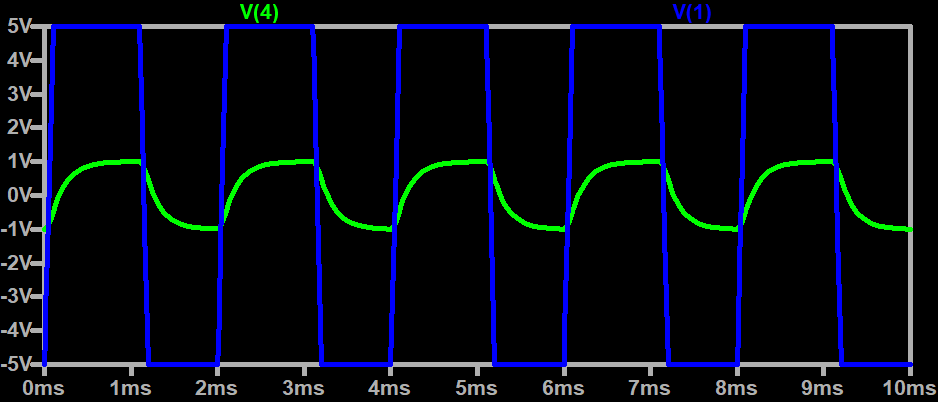 V(4) V(1)
5V
4V
3V
2V
1V
0V
-1V
-2V
-3V
-4V
-5V
0ms 1ms 2ms 3ms 4ms 5ms 6ms 7ms 8ms 9ms 10ms